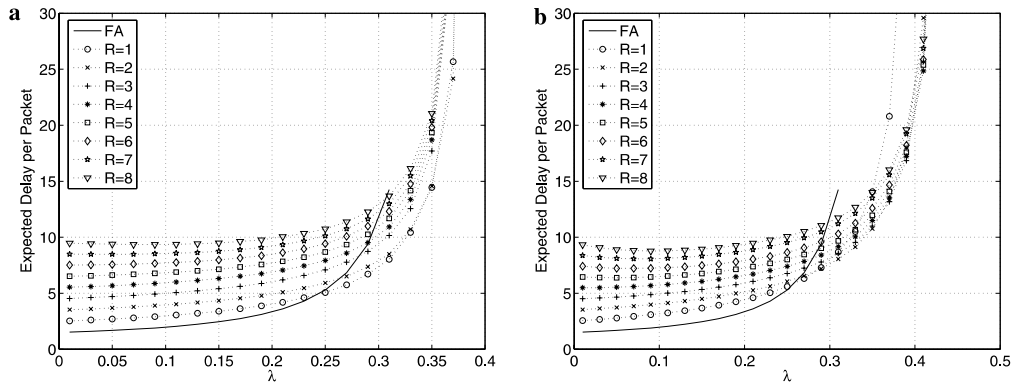 a
Expected Delay per Packet
30
25
20
15
10
5
0
FA
R=1
R=2
R=3
R=4
R=5
R=6
R=7
R=8
0 0.05 0.1 0.15 0.2 0.25 0.3 0.35 0.4
λ
b
Expected Delay per Packet
30
25
20
15
10
5
0
FA
R=1
R=2
R=3
R=4
R=5
R=6
R=7
R=8
0 0.1 0.2 0.3 0.4 0.5
λ